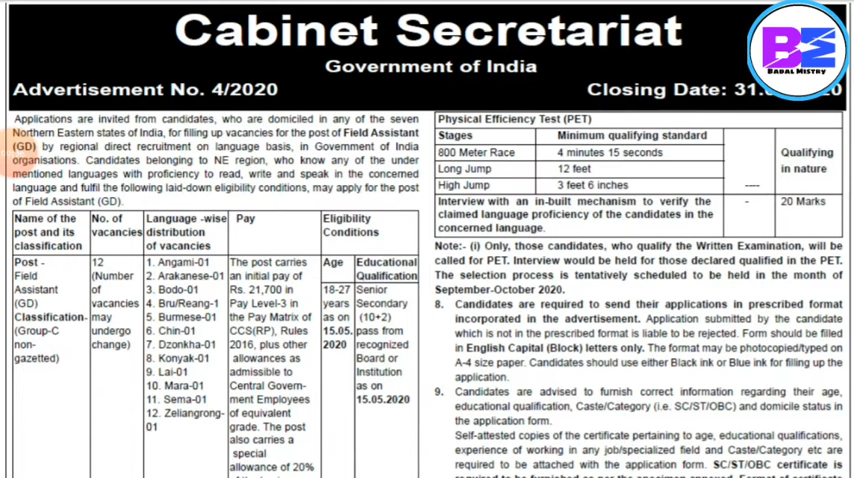 Cabinet Secretariat
Government of India
Advertisement No. 4/2020
Closing Date: 31.
20
BADAL MISTRY
Applications are invited from candidates, who are domiciled in any of the seven
Northern Eastern states of India, for filling up vacancies for the post of Field Assistant
(GD) by regional direct recruitment on language basis, in Government of India
organisations. Candidates belonging to NE region, who know any of the under
mentioned languages with proficiency to read, write and speak in the concerned
language and fulfil the following laid-down eligibility conditions, may apply for the post
of Field Assistant (GD).
Name of the
post and its
classification
No. of
vacancies
Language -wise
distribution
of vacancies
Pay
Eligibility
Conditions
Post -
Field
Assistant
(GD)
Classification-
(Group-C
non-
gazetted)
12
(Number
of
vacancies
may
undergo
change)
1. Angami-01
2. Arakanese-01
3. Bodo-01
4. Bru/Reang-1
5. Burmese-01
6. Chin-01
7. Dzonkha-01
8. Konyak-01
9. Lai-01
10. Mara-01
11. Sema-01
12. Zeliangrong-
01
The post carries
an initial pay of
Rs. 21,700 in
Pay Level-3 in
the Pay Matrix of
CCS(RP), Rules
2016, plus other
allowances as
admissible to
Central Govern-
ment Employees
of equivalent
grade. The post
also carries a
special
allowance of 20%
Age
18-27
years
as on
15.05.
2020
Educational
Qualification
Senior
Secondary
(10+2)
pass from
recognized
Board or
Institution
as on
15.05.2020
Physical Efficiency Test (PET)
Stages
Minimum qualifying standard
800 Meter Race
4 minutes 15 seconds
Long Jump
12 feet
High Jump
3 feet 6 inches
----
Qualifying
in nature
Interview with an in-built mechanism to verify the
claimed language proficiency of the candidates in the
concerned language.
-
20 Marks
Note:- (i) Only, those candidates, who qualify the Written Examination, will be
called for PET. Interview would be held for those declared qualified in the PET.
The selection process is tentatively scheduled to be held in the month of
September-October 2020.
8. Candidates are required to send their applications in prescribed format
incorporated in the advertisement. Application submitted by the candidate
which is not in the prescribed format is liable to be rejected. Form should be filled
in English Capital (Block) letters only. The format may be photocopied/typed on
A-4 size paper. Candidates should use either Black ink or Blue ink for filling up the
application.
9. Candidates are advised to furnish correct information regarding their age,
educational qualification, Caste/Category (i.e. SC/ST/OBC) and domicile status in
the application form.
Self-attested copies of the certificate pertaining to age, educational qualifications,
experience of working in any job/specialized field and Caste/Category etc are
required to be attached with the application form. SC/ST/OBC certificate is